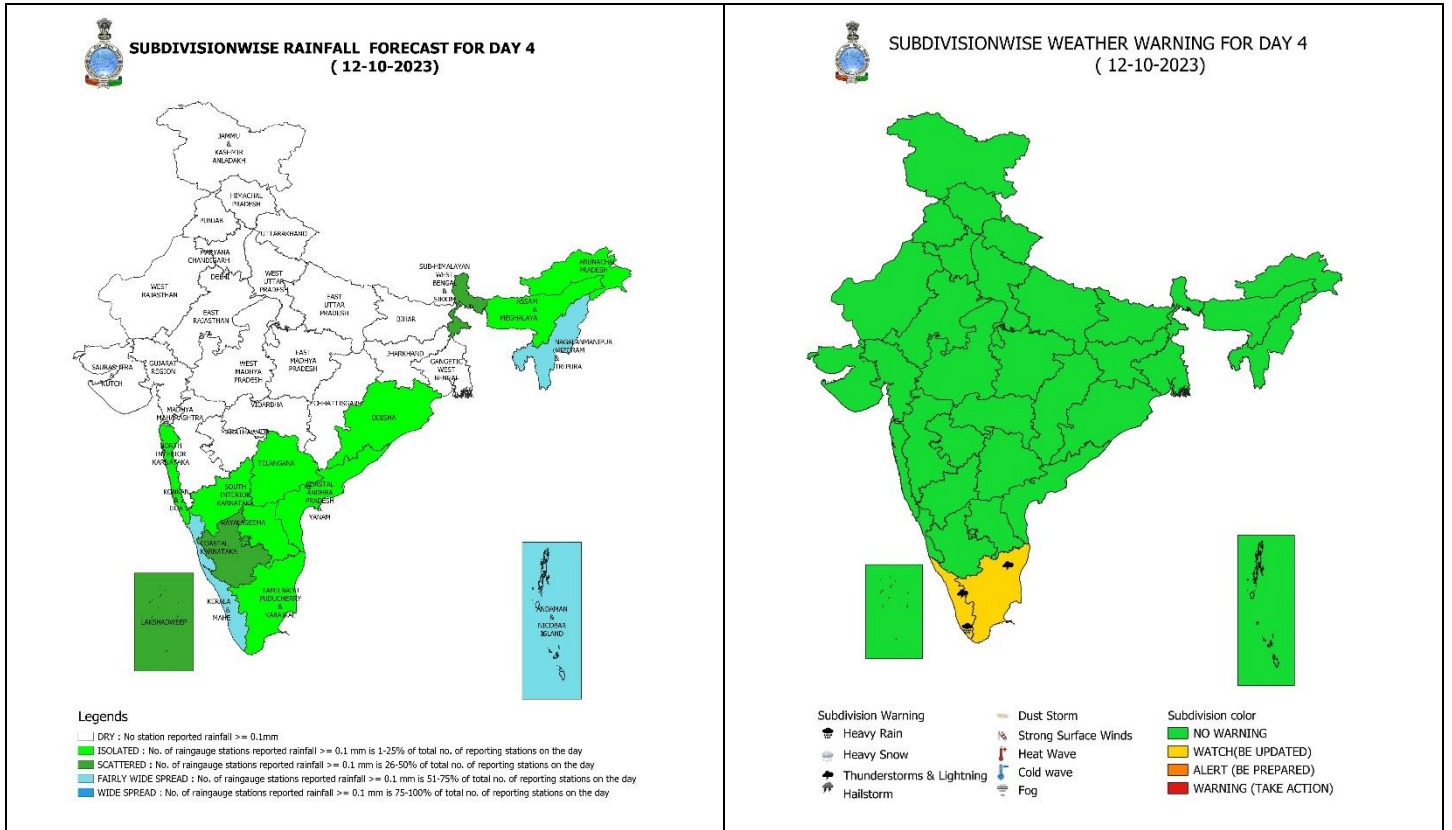 SUBDIVISIONWISE RAINFALL FORECAST FOR DAY 4
( 12-10-2023)
JAMMU
&
KASHMIR
ANLADAKH
HIMACHAL
PRADESH
PUNJAB
UTTARAKHAND
HARYANA
CHANDIGARH
&
DELHI
WEST
RAJASTHAN
WEST
UTTAR
PRADESH
EAST
UTTAR
PRADESH
SUB-HIMALAYAN
WEST
BENGAL
&
SIKKIM
ARUNACHAL
PRADESH
ASSAM
&
MEGHALAYA
EAST
RAJASTHAN
BIHAR
NAGALANMANIPUR
MIZORAM
&
TRIPURA
SAURASHTRA
&
KUTCH
GUJARAT
REGION
WEST
MADHYA
PRADESH
EAST
MADHYA
PRADESH
JHARKHAND
GANGETIC
WEST
BENGAL
MADHYA
MAHARASHTRA
VIDARBHA
CHHATTISGARH
ODISHA
MARATHAWADA
NORTH
INTERIOR
KARNATAKA
TELANGANA
KONKAN
&
GOA
SOUTH
INTERIOR
KARNATAKA
COASTAL
ANDHRA
PRADESH
&
YANAM
RAYALASEEMA
COASTAL
KARNATAKA
TAMILNADU
PUDUCHERRY
&
KARAIKAL
KERALA
&
MAHE
LAKSHADWEEP
ANDAMAN
&
NICOBAR
ISLAND
Legends
DRY : No station reported rainfall >= 0.1mm
ISOLATED : No. of raingauge stations reported rainfall >= 0.1 mm is 1-25% of total no. of reporting stations on the day
SCATTERED : No. of raingauge stations reported rainfall >= 0.1 mm is 26-50% of total no. of reporting stations on the day
FAIRLY WIDE SPREAD : No. of raingauge stations reported rainfall >= 0.1 mm is 51-75% of total no. of reporting stations on the day
WIDE SPREAD : No. of raingauge stations reported rainfall >= 0.1 mm is 75-100% of total no. of reporting stations on the day
SUBDIVISIONWISE WEATHER WARNING FOR DAY 4
( 12-10-2023)
Subdivision Warning
Heavy Rain
Heavy Snow
Thunderstorms & Lightning
Hailstorm
Dust Storm
Strong Surface Winds
Heat Wave
Cold wave
Fog
Subdivision color
NO WARNING
WATCH(BE UPDATED)
ALERT (BE PREPARED)
WARNING (TAKE ACTION)